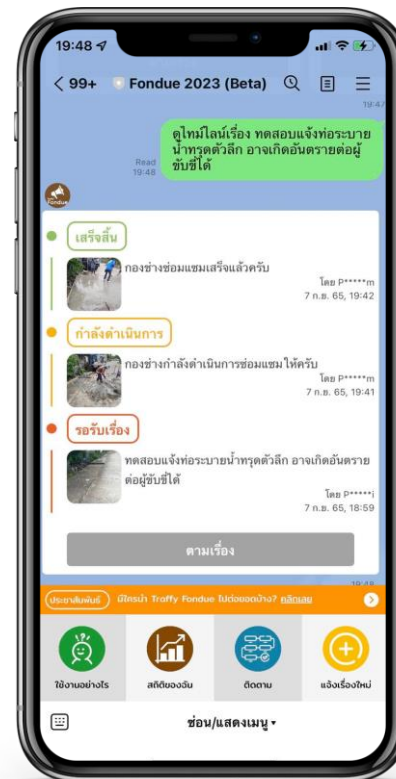 19:48
99+ Fondue 2023 (Beta)
19:47
ดูไทม์ไลน์เรื่อง ทดสอบแจ้งท่อระบาย
น้ำทรุดตัวลึก อาจเกิดอันตรายต่อผู้
ขับขี่ได้
Read
19:48
Fondue
เสร็จสิ้น
กองช่างซ่อมแซมเสร็จแล้วครับ
โดย P*****m
7 ก.ย. 65, 19:42
กำลังดำเนินการ
กองช่างกำลังดำเนินการซ่อมแซม ให้ครับ
โดย P*****m
7 ก.ย. 65, 19:41
รอรับเรื่อง
ทดสอบแจ้งท่อระบายน้ำทรุดตัวลึก อาจเกิดอันตราย
ต่อผู้ขับขี่ได้
โดย P*****i
7 ก.ย. 65, 18:59
ตามเรื่อง
19:48
ประชาสัมพันธ์ มีใครนำ Traffy Fondue ไปต่อยอดบ้าง? คลิกเลย
ใช้งานอย่างไร สถิติของฉัน ติดตาม แจ้งเรื่องใหม่
ซ่อน/แสดงเมนู